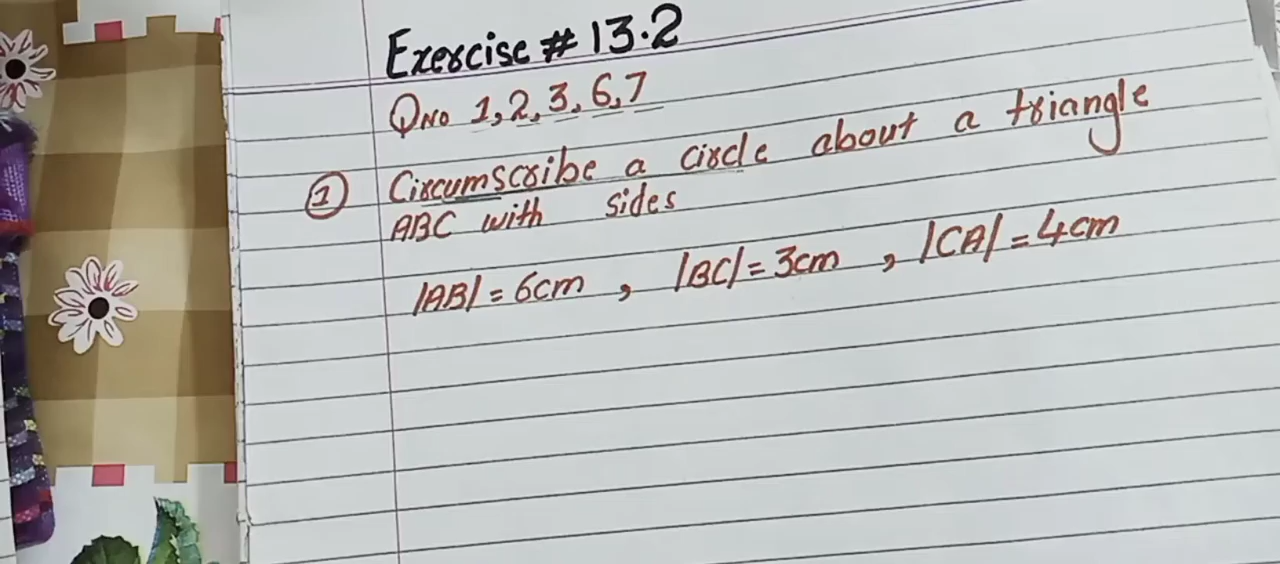 Exercise # 13.2
QNo 1,2,3,6,7
1 Circumscribe a circle about a triangle
ABC with sides
|AB| = 6cm , |BC| = 3cm , |CA| = 4cm